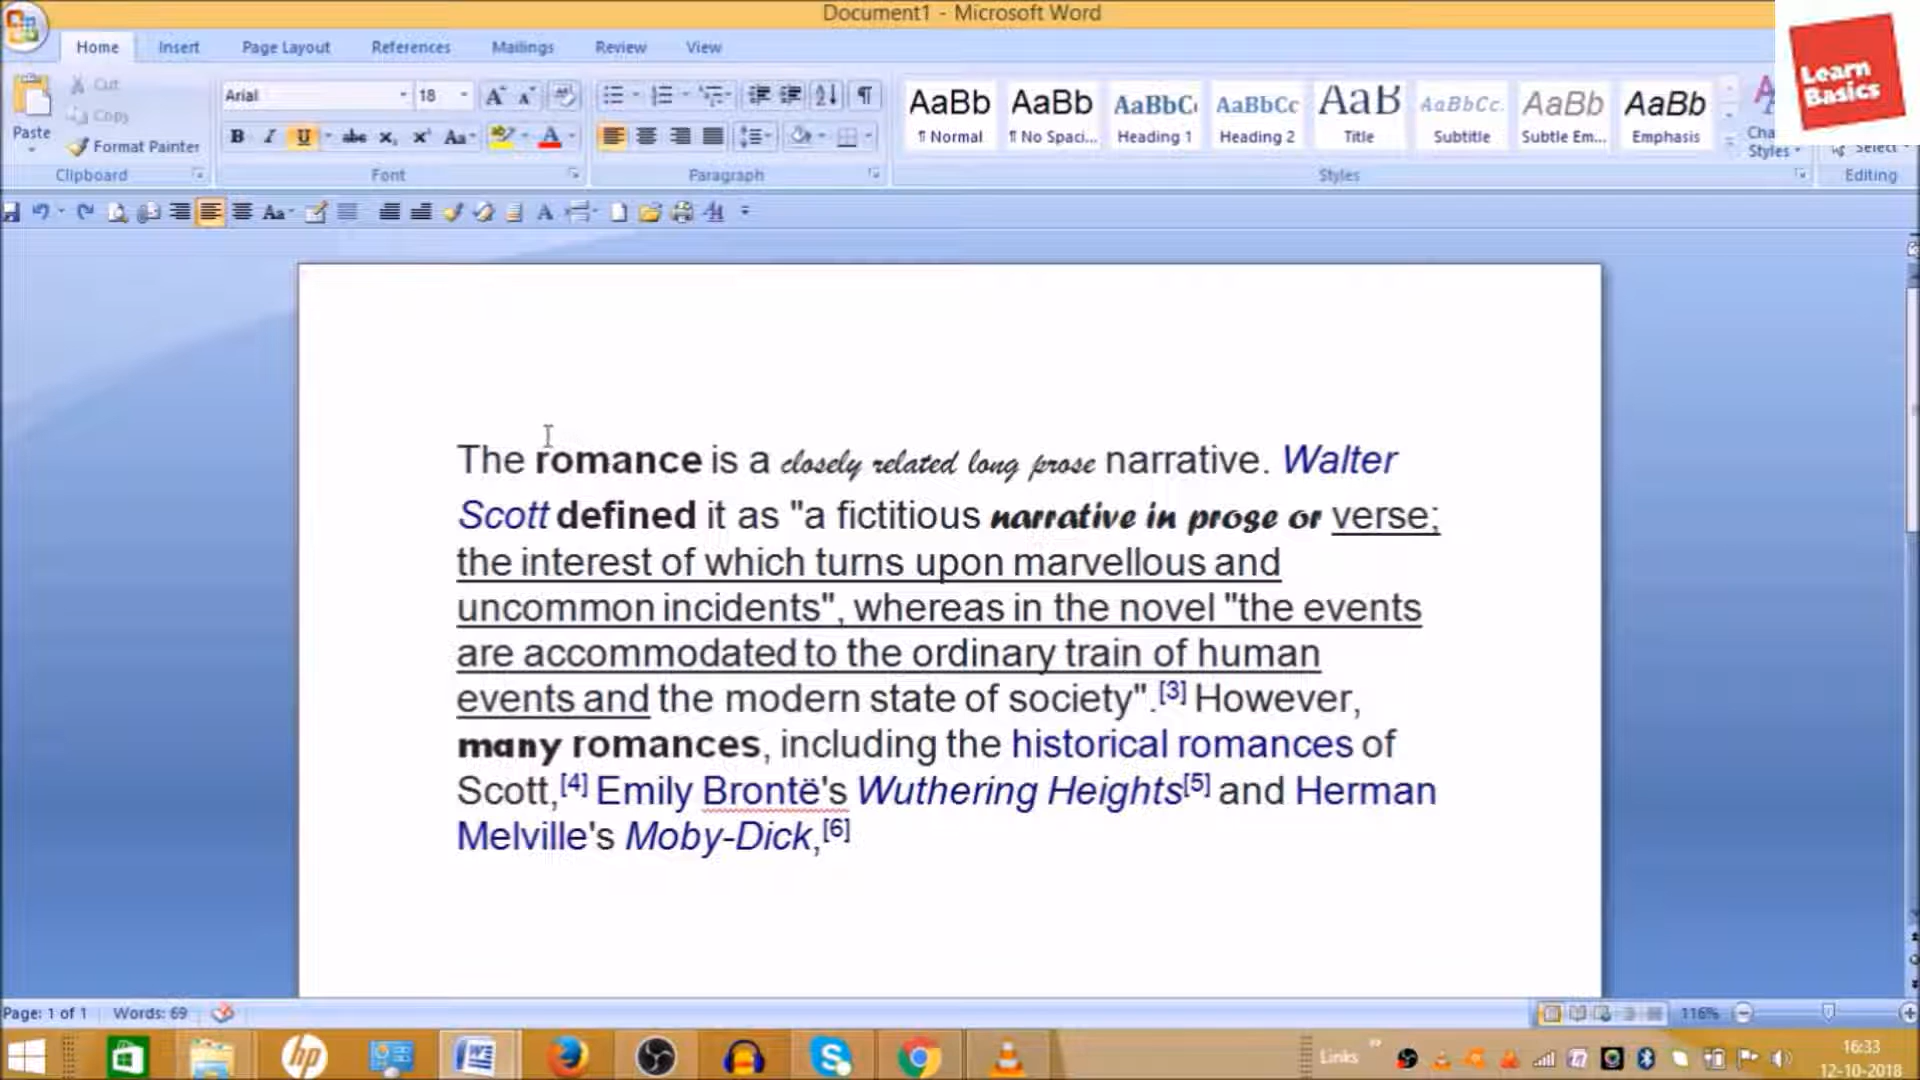 Document1 - Microsoft Word
Learn
Basics
Home Insert Page Layout References Mailings Review View
Cut
Copy
Paste
Format Painter
Clipboard
Arial 18
Font
Paragraph
AaBb AaBb AaBbC AaBbCc AaB AaBbCc. AaBb AaBb
¶ Normal ¶ No Spaci... Heading 1 Heading 2 Title Subtitle Subtle Em... Emphasis
Styles
Styles
Select
Editing
The romance is a closely related long prose narrative. Walter
Scott defined it as "a fictitious narrative in prose or verse;
the interest of which turns upon marvellous and
uncommon incidents", whereas in the novel "the events
are accommodated to the ordinary train of human
events and the modern state of society".[3] However,
many romances, including the historical romances of
Scott,[4] Emily Brontë's Wuthering Heights[5] and Herman
Melville's Moby-Dick,[6]
Page: 1 of 1 Words: 69
116%
hp
Links
16:33
12-10-2018